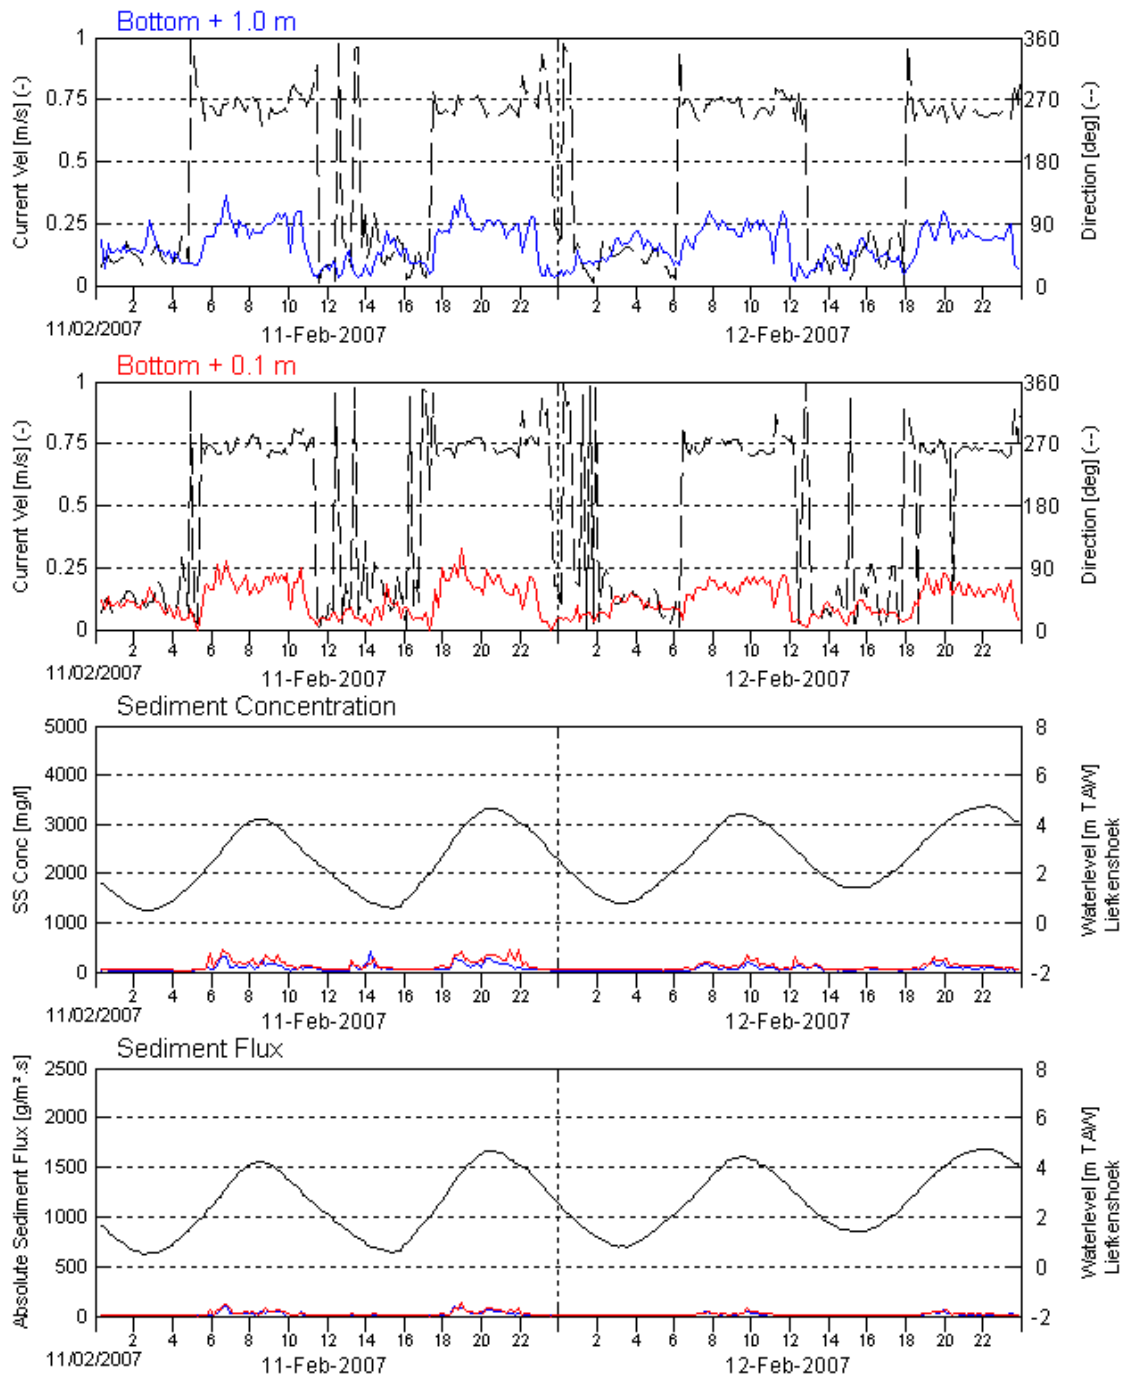 Bottom + 1.0 m
1
0.75
0.5
0.25
0
Current Vel [m/s] (-)
360
270
180
90
0
Direction [deg] (--)
2 4 6 8 10 12 14 16 18 20 22 2 4 6 8 10 12 14 16 18 20 22
11/02/2007
11-Feb-2007 12-Feb-2007
Bottom + 0.1 m
1
0.75
0.5
0.25
0
Current Vel [m/s] (-)
360
270
180
90
0
Direction [deg] (--)
2 4 6 8 10 12 14 16 18 20 22 2 4 6 8 10 12 14 16 18 20 22
11/02/2007
11-Feb-2007 12-Feb-2007
Sediment Concentration
5000
4000
3000
2000
1000
0
SS Conc [mg/l]
8
6
4
2
0
-2
Waterlevel [m TAW]
Liefkenshoek
2 4 6 8 10 12 14 16 18 20 22 2 4 6 8 10 12 14 16 18 20 22
11/02/2007
11-Feb-2007 12-Feb-2007
Sediment Flux
2500
2000
1500
1000
500
0
Absolute Sediment Flux [g/m².s]
8
6
4
2
0
-2
Waterlevel [m TAW]
Liefkenshoek
2 4 6 8 10 12 14 16 18 20 22 2 4 6 8 10 12 14 16 18 20 22
11/02/2007
11-Feb-2007 12-Feb-2007